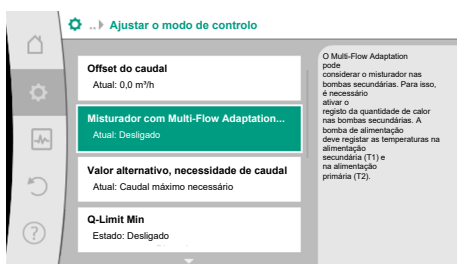 ..▸ Ajustar o modo de controlo
Offset do caudal
Atual: 0,0 m³/h
Misturador com Multi-Flow Adaptation...
Atual: Desligado
Valor alternativo, necessidade de caudal
Atual: Caudal máximo necessário
Q-Limit Min
Estado: Desligado
O Multi-Flow Adaptation
pode
considerar o misturador nas
bombas secundárias. Para isso,
é necessário
ativar o
registo da quantidade de calor
nas bombas secundárias. A
bomba de alimentação
deve registar as temperaturas na
alimentação
secundária (T1) e
na alimentação
primária (T2).
?